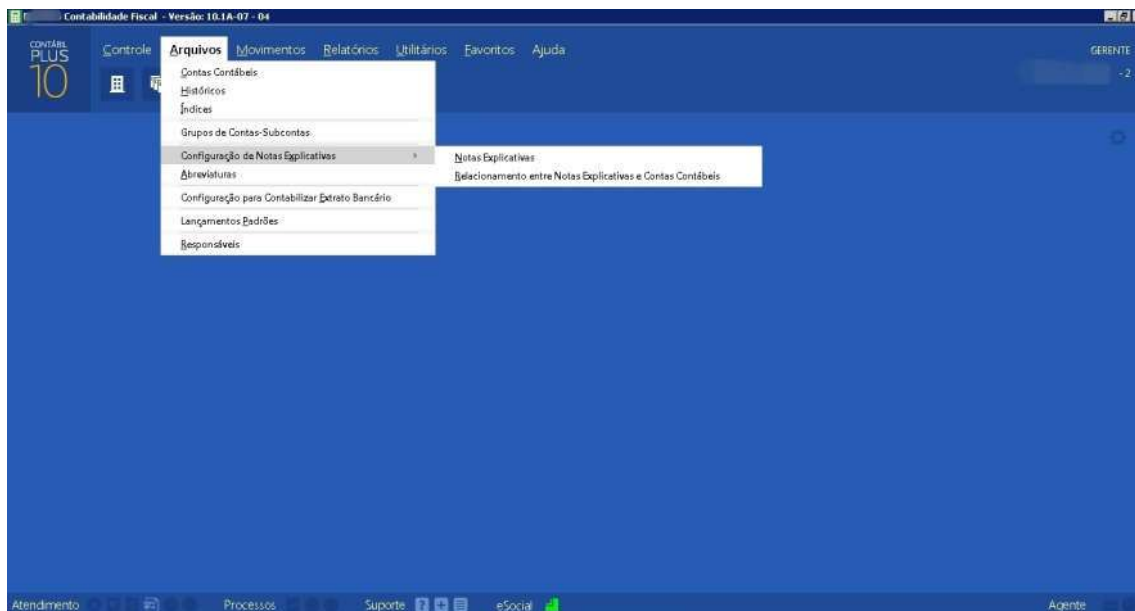 Contabilidade Fiscal - Versão: 10.1A-07 - 04
CONTÁBIL
PLUS
10
Controle Arquivos Movimentos Relatórios Utilitários Favoritos Ajuda
GERENTE
- 2
Contas Contábeis
Históricos
Índices
Grupos de Contas-Subcontas
Configuração de Notas Explicativas
Notas Explicativas
Abreviaturas
Relacionamento entre Notas Explicativas e Contas Contábeis
Configuração para Contabilizar Extrato Bancário
Lançamentos Padrões
Responsáveis
Atendimento Processos Suporte eSocial Agente